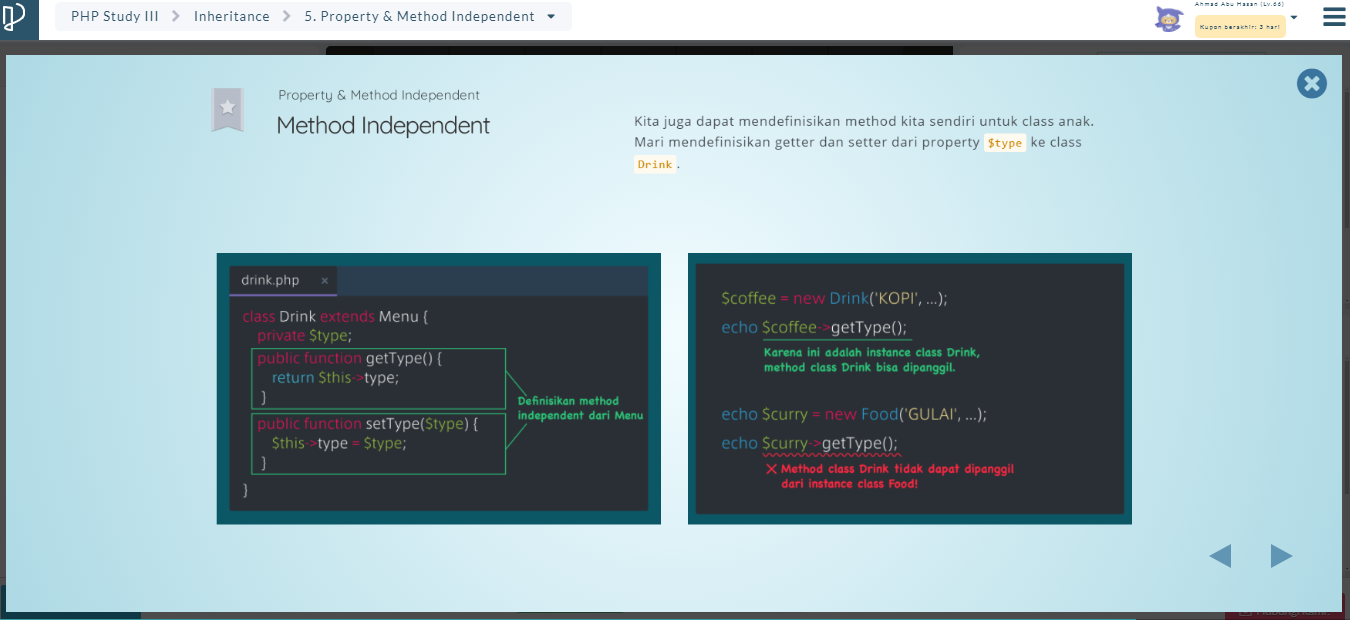 PHP Study III
Inheritance
5. Property & Method Independent
Ahmad Abu Hasan (Lv.66)
Kupon berakhir: 3 hari
Property & Method Independent
Method Independent
Kita juga dapat mendefinisikan method kita sendiri untuk class anak.
Mari mendefinisikan getter dan setter dari property $type ke class
Drink.
drink.php ×
class Drink extends Menu {
private $type;
public function getType() {
return $this->type;
}
public function setType($type) {
$this->type = $type;
}
}
Definisikan method
independent dari Menu
$coffee = new Drink('KOPI', ...);
echo $coffee->getType();
Karena ini adalah instance class Drink,
method class Drink bisa dipanggil.
echo $curry = new Food('GULAI', ...);
echo $curry->getType();
× Method class Drink tidak dapat dipanggil
dari instance class Food!